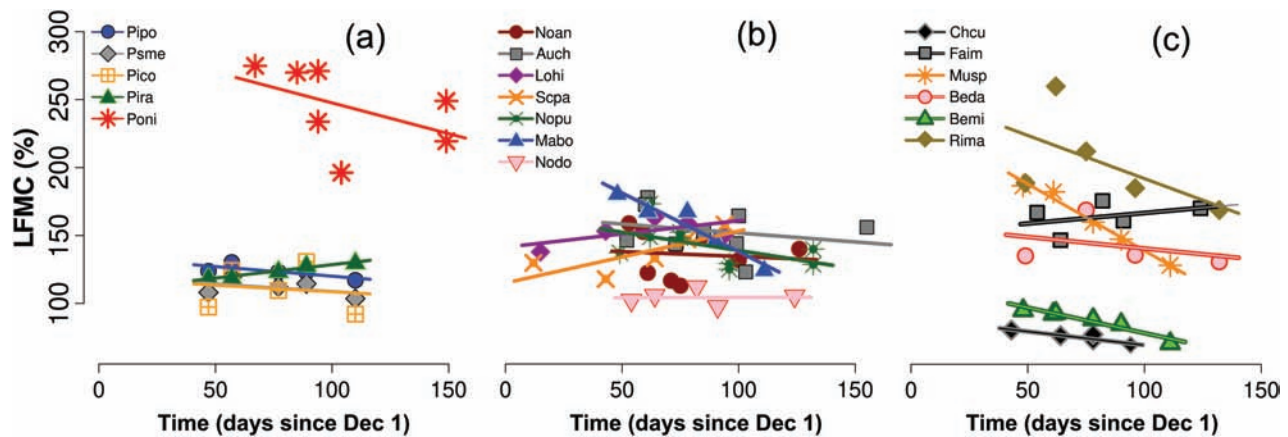 (a)
(b)
(c)
LFMC (%)
300
250
200
150
100
Pipo
Psme
Pico
Pira
Poni
Noan
Auch
Lohi
Scpa
Nopu
Mabo
Nodo
Chcu
Faim
Musp
Beda
Bemi
Rima
0 50 100 150
0 50 100 150
0 50 100 150
Time (days since Dec 1)
Time (days since Dec 1)
Time (days since Dec 1)